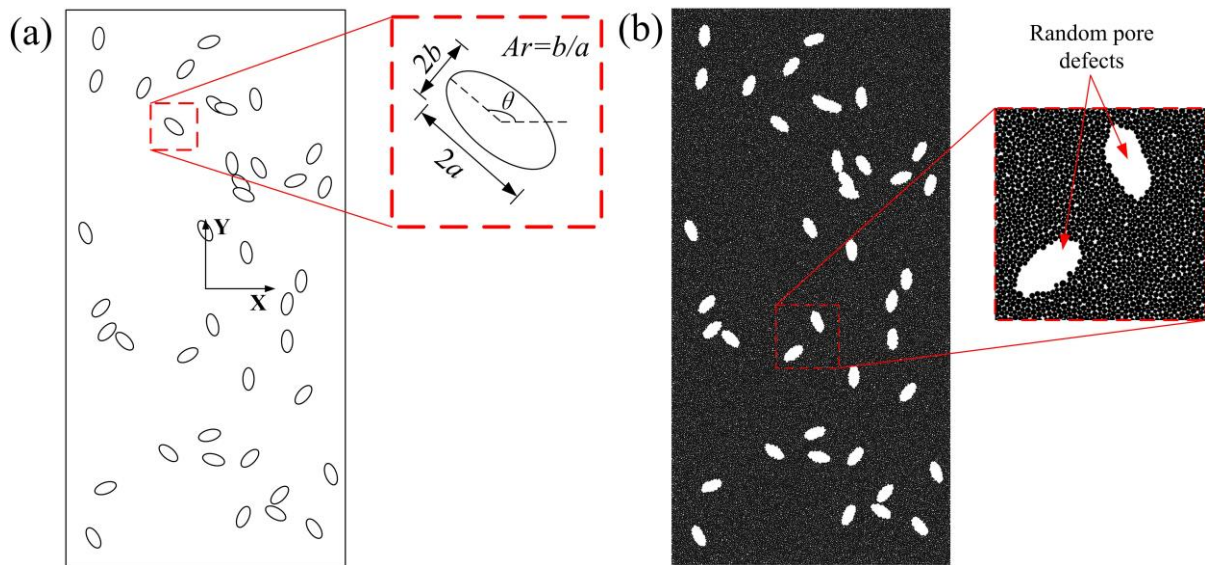 (a)
Ar=b/a
2b
θ
2a
Y
X
(b)
Random pore
defects